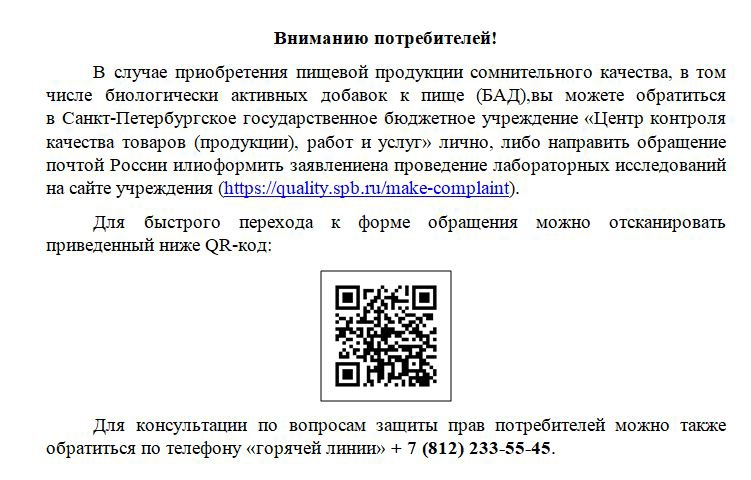 Вниманию потребителей!
В случае приобретения пищевой продукции сомнительного качества, в том
числе биологически активных добавок к пище (БАД),вы можете обратиться
в Санкт-Петербургское государственное бюджетное учреждение «Центр контроля
качества товаров (продукции), работ и услуг» лично, либо направить обращение
почтой России илиоформить заявлениена проведение лабораторных исследований
на сайте учреждения (https://quality.spb.ru/make-complaint).
Для быстрого перехода к форме обращения можно отсканировать
приведенный ниже QR-код:
Для консультации по вопросам защиты прав потребителей можно также
обратиться по телефону «горячей линии» + 7 (812) 233-55-45.